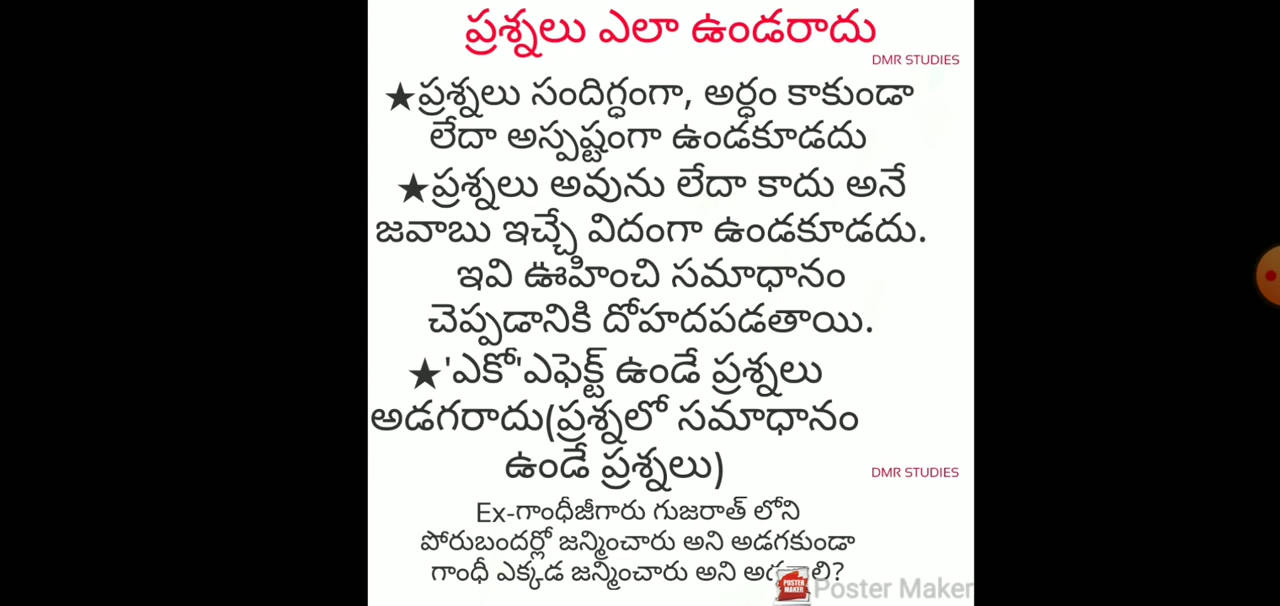 ప్రశ్నలు ఎలా ఉండరాదు
DMR STUDIES
★ప్రశ్నలు సందిగ్ధంగా, అర్ధం కాకుండా
లేదా అస్పష్టంగా ఉండకూడదు
★ప్రశ్నలు అవును లేదా కాదు అనే
జవాబు ఇచ్చే విదంగా ఉండకూడదు.
ఇవి ఊహించి సమాధానం
చెప్పడానికి దోహదపడతాయి.
★'ఎకో'ఎఫెక్ట్ ఉండే ప్రశ్నలు
అడగరాదు(ప్రశ్నలో సమాధానం
ఉండే ప్రశ్నలు)
DMR STUDIES
Ex-గాంధీజీగారు గుజరాత్ లోని
పోరుబందర్లో జన్మించారు అని అడగకుండా
గాంధీ ఎక్కడ జన్మించారు అని
POSTER MAKER
Poster Maker